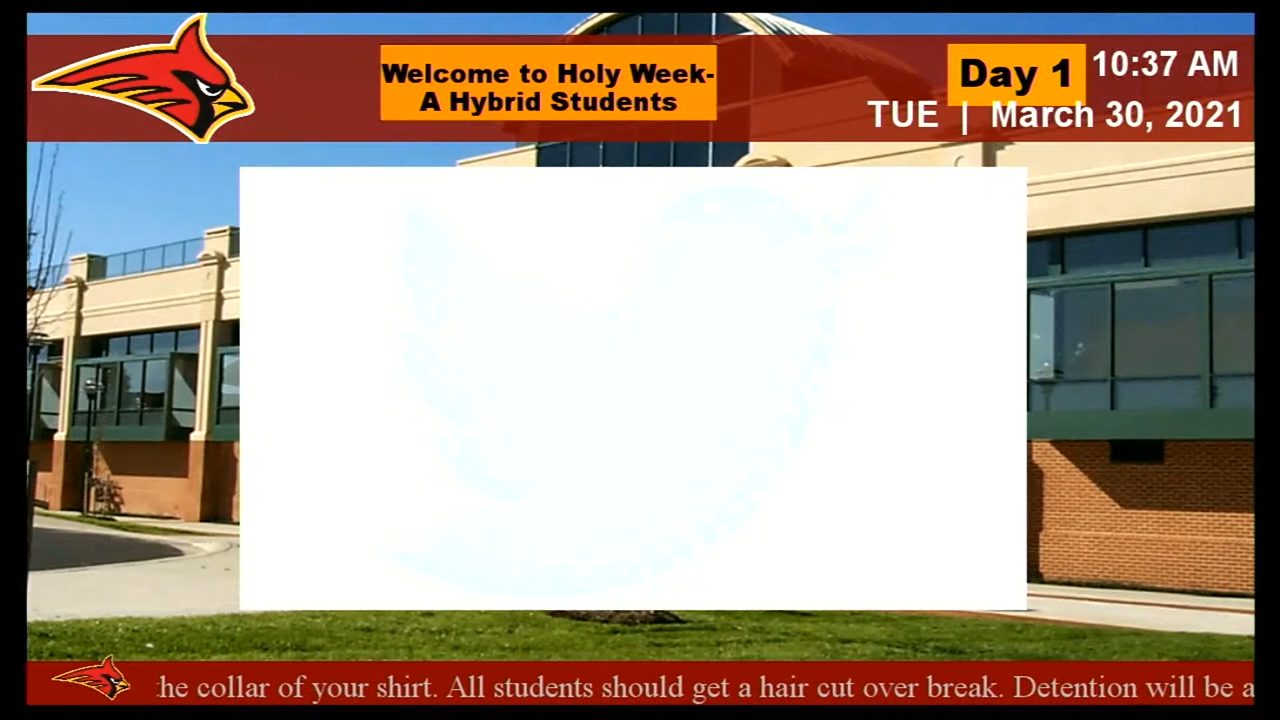 Welcome to Holy Week-
A Hybrid Students
Day 1
10:37 AM
TUE | March 30, 2021
the collar of your shirt. All students should get a hair cut over break. Detention will be a